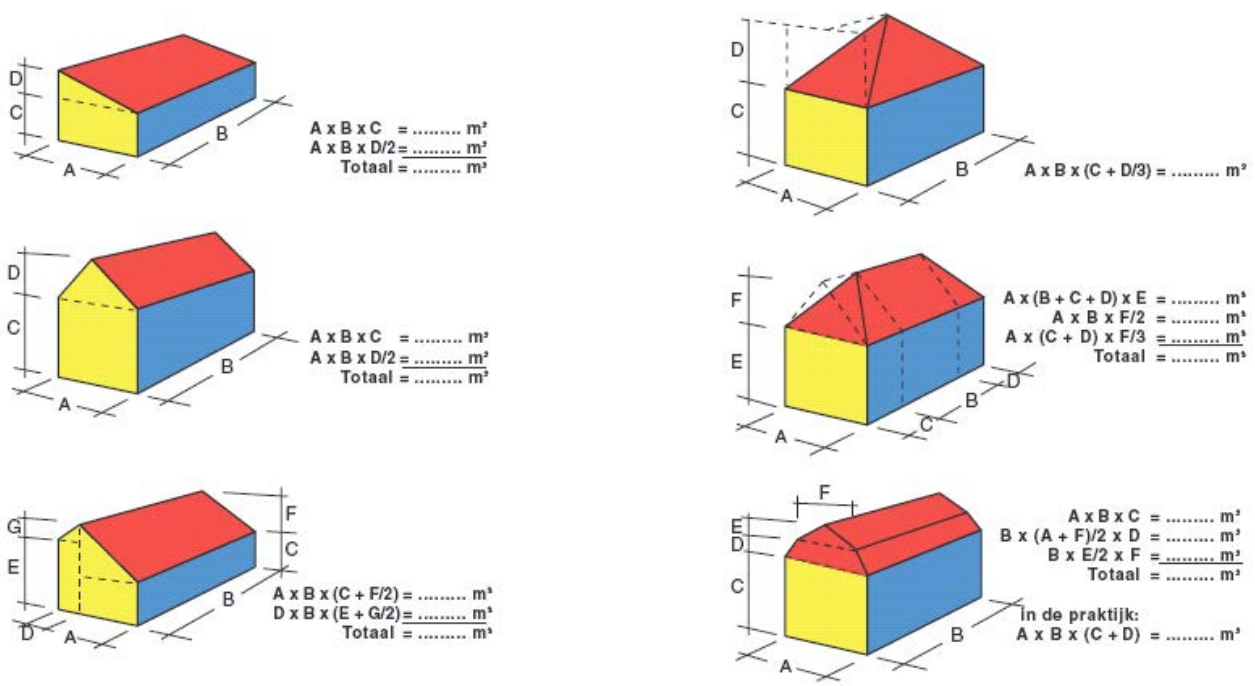 D
C
A
B
A x B x C = ......... m³
A x B x D/2 = ......... m³
Totaal = ......... m³
D
C
A
B
A x B x (C + D/3) = ......... m³
D
C
A
B
A x B x C = ......... m³
A x B x D/2 = ......... m³
Totaal = ......... m³
F
E
A
C
B
D
A x (B + C + D) x E = ......... m³
A x B x F/2 = ......... m³
A x (C + D) x F/3 = ......... m³
Totaal = ......... m³
G
E
D
A
B
F
C
A x B x (C + F/2) = ......... m³
D x B x (E + G/2) = ......... m³
Totaal = ......... m³
F
E
D
C
A
B
A x B x C = ......... m³
B x (A + F)/2 x D = ......... m³
B x E/2 x F = ......... m³
Totaal = ......... m³
in de praktijk:
A x B x (C + D) = ......... m³